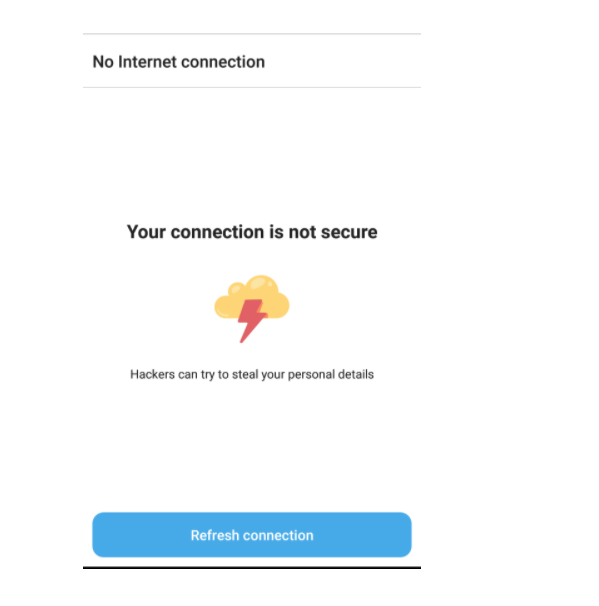 No Internet connection
Your connection is not secure
Hackers can try to steal your personal details
Refresh connection